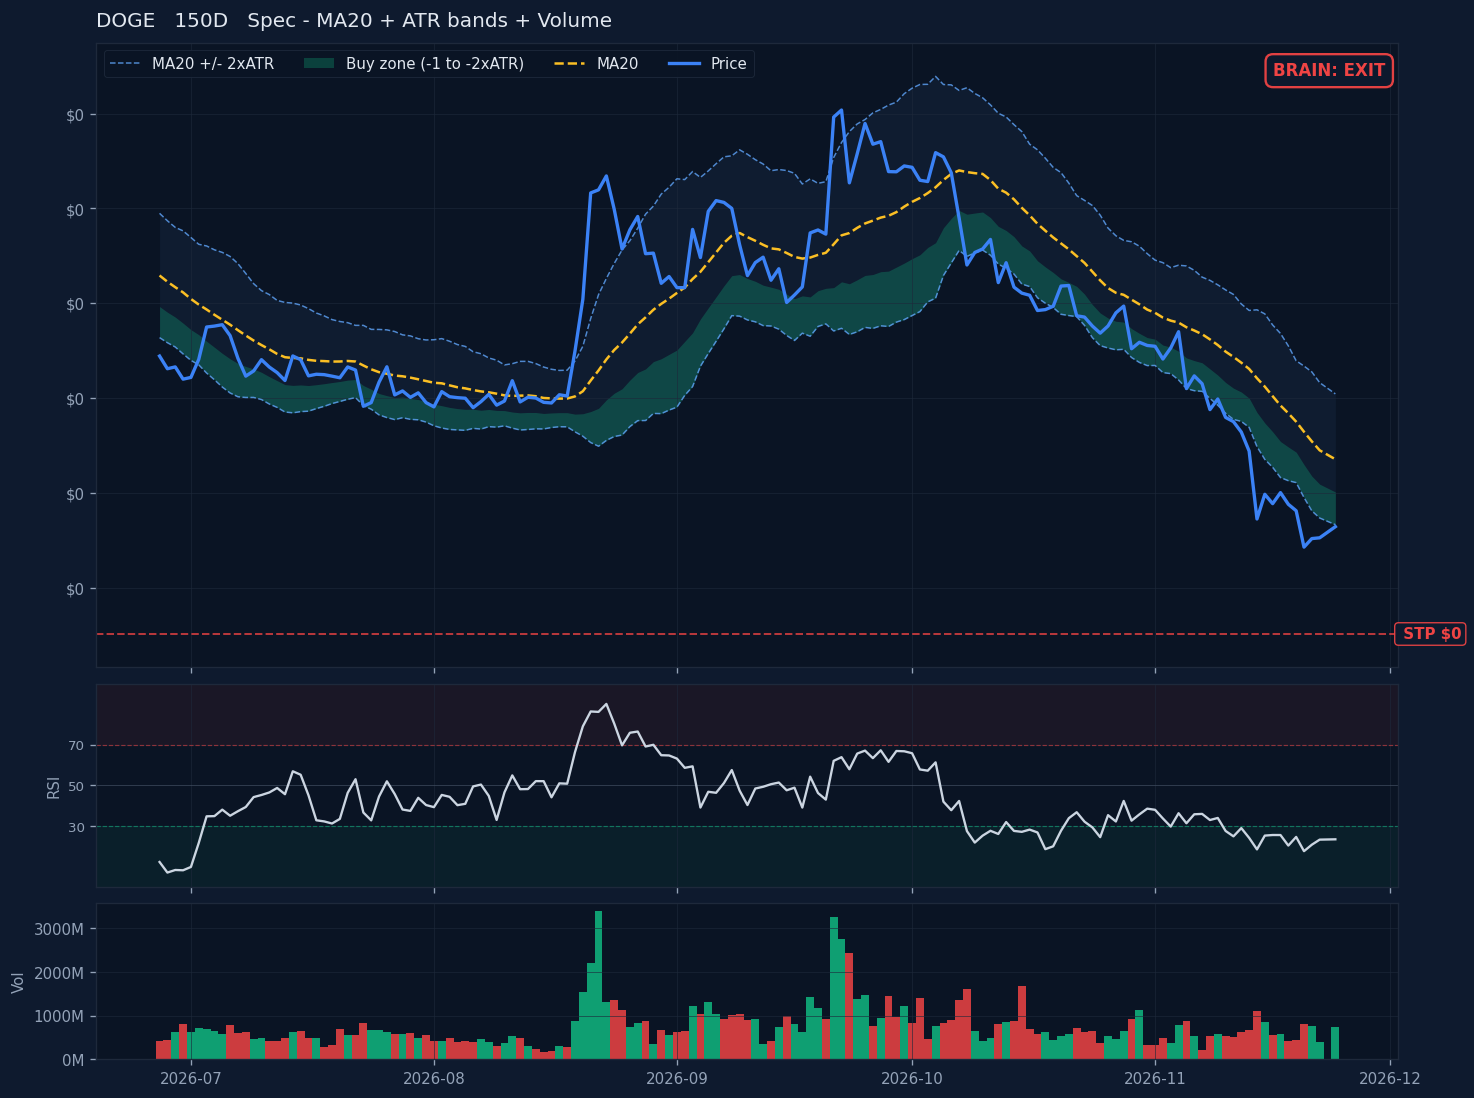 DOGE   150D   Spec - MA20 + ATR bands + Volume
MA20 +/- 2xATR   Buy zone (-1 to -2xATR)   MA20   Price
BRAIN: EXIT
$0
$0
$0
$0
$0
$0
STP $0
RSI
70
50
30
Vol
3000M
2000M
1000M
0M
2026-07   2026-08   2026-09   2026-10   2026-11   2026-12